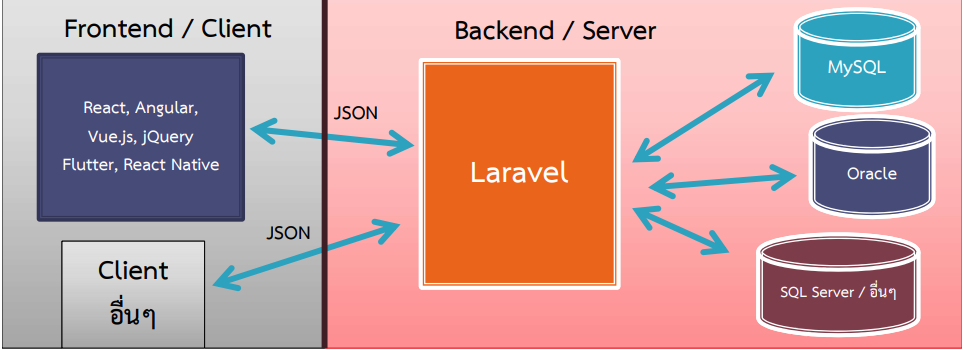 Frontend / Client
React, Angular,
Vue.js, jQuery
Flutter, React Native
Client
อื่นๆ
JSON
JSON
Backend / Server
Laravel
MySQL
Oracle
SQL Server / อื่นๆ